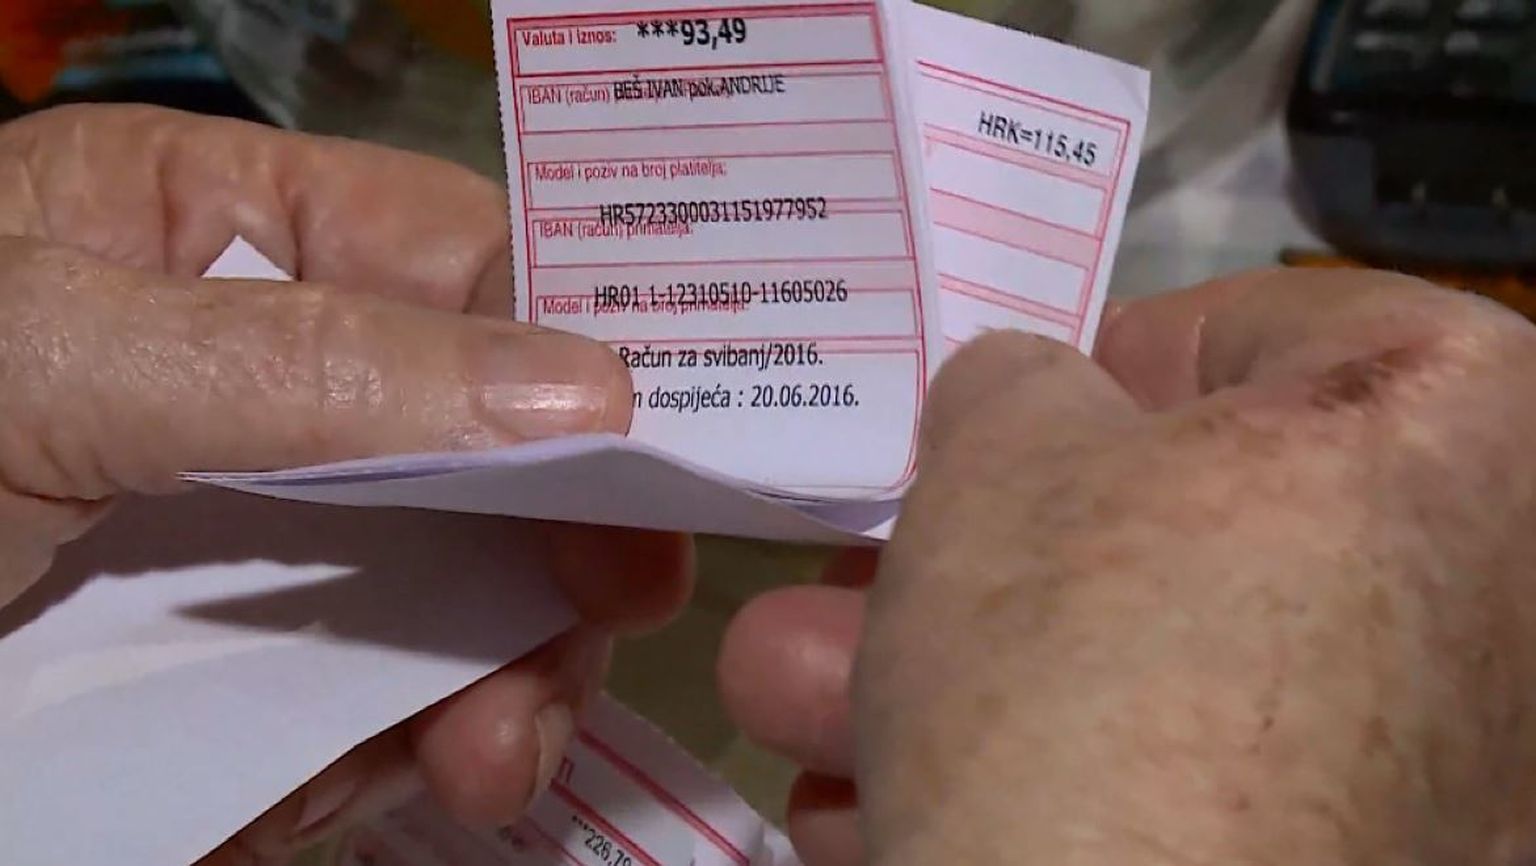 Valuta i iznos: ***93,49
IBAN (račun) BEŠ IVAN pok.ANDRIJE
Model i poziv na broj platitelja:
HR5723300031151977952
IBAN (račun) primatelja:
HR01 1-12310510-11605026
Model i poziv na broj primatelja:
Račun za svibanj/2016.
dospijeća : 20.06.2016.
HRK=115,45
***226,70